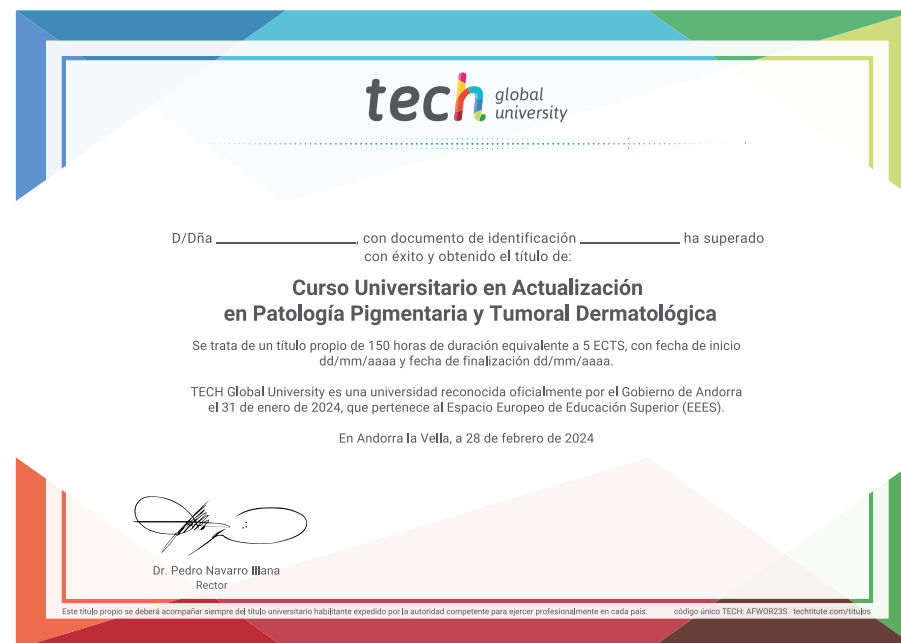 tech global
university
D/Dña ____________________, con documento de identificación ______________ ha superado
con éxito y obtenido el título de:
Curso Universitario en Actualización
en Patología Pigmentaria y Tumoral Dermatológica
Se trata de un título propio de 150 horas de duración equivalente a 5 ECTS, con fecha de inicio
dd/mm/aaaa y fecha de finalización dd/mm/aaaa.
TECH Global University es una universidad reconocida oficialmente por el Gobierno de Andorra
el 31 de enero de 2024, que pertenece al Espacio Europeo de Educación Superior (EEES).
En Andorra la Vella, a 28 de febrero de 2024
Dr. Pedro Navarro Illana
Rector
Este título propio se deberá acompañar siempre del título universitario habilitante expedido por la autoridad competente para ejercer profesionalmente en cada país. código único TECH: AFWOR23S techtitute.com/titulos